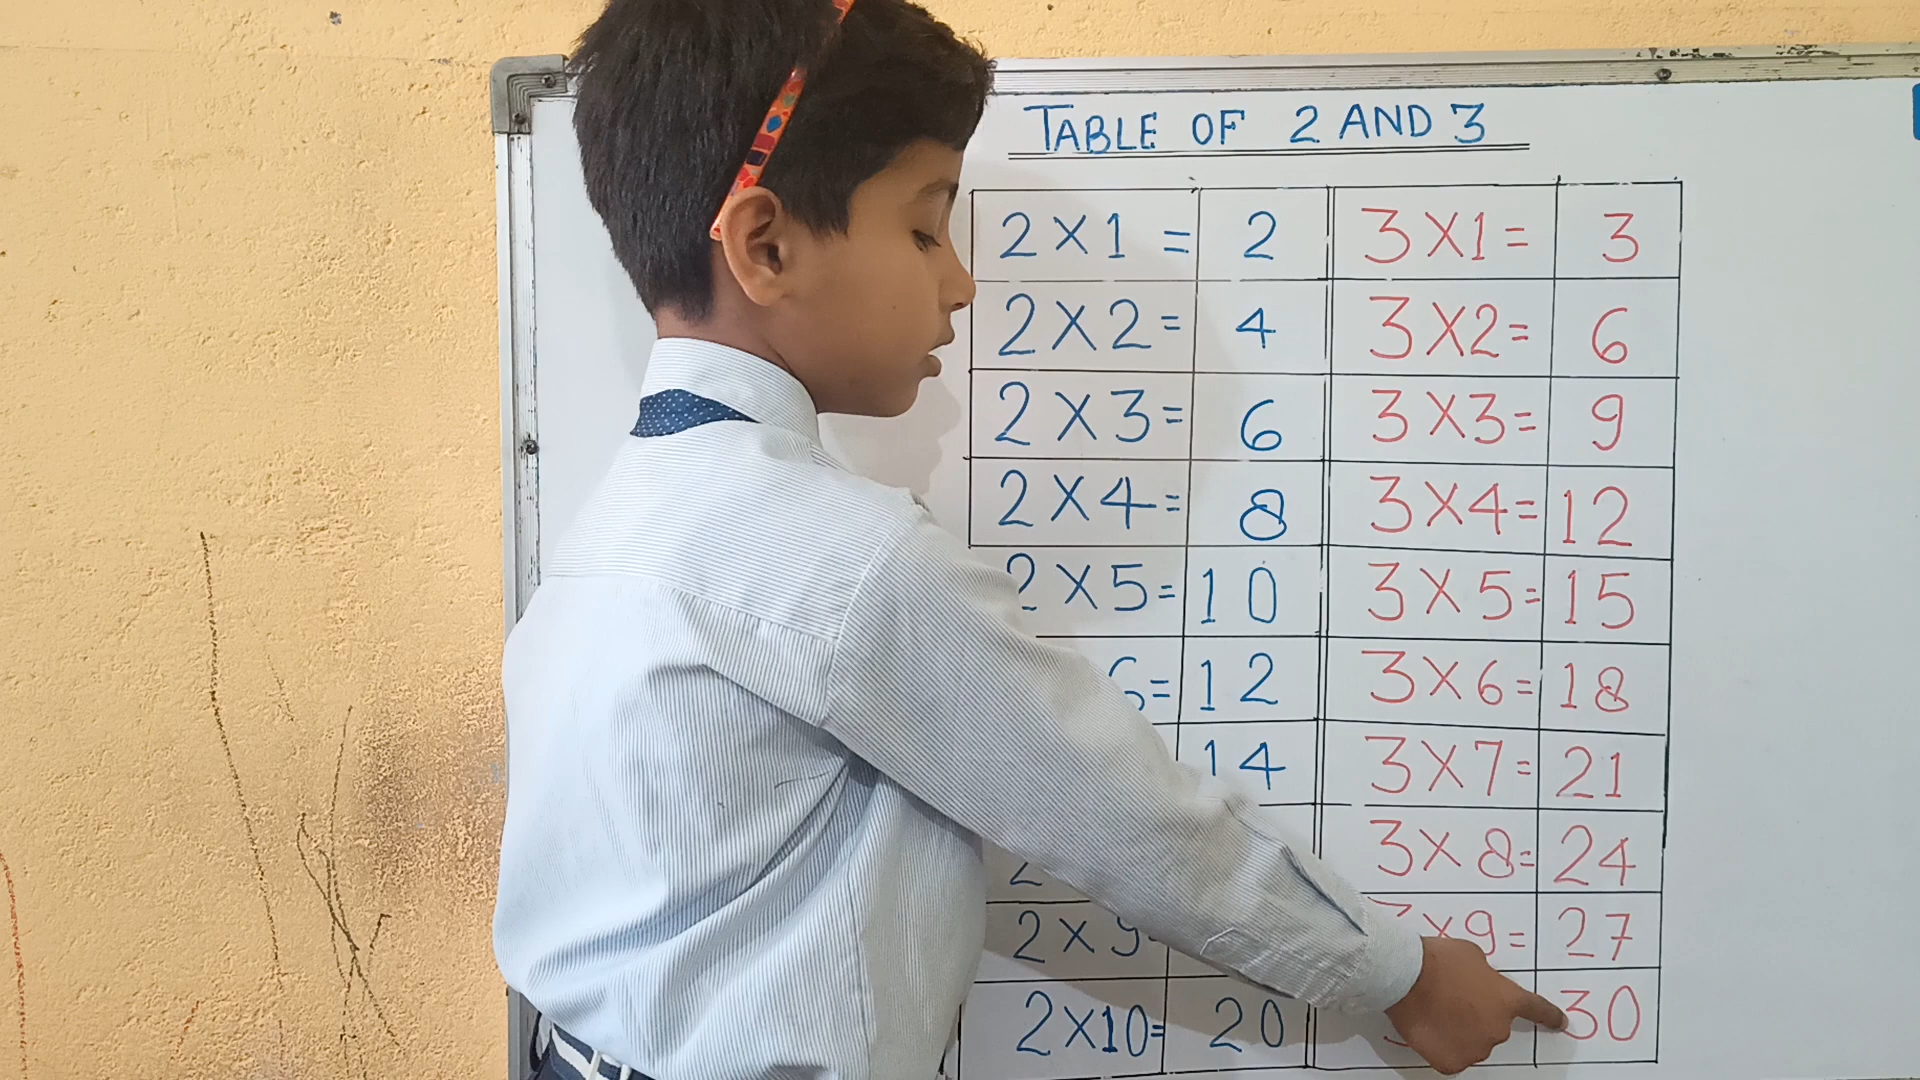 TABLE OF 2 AND 3
2 X 1 = 2 3 X 1 = 3
2 X 2 = 4 3 X 2 = 6
2 X 3 = 6 3 X 3 = 9
2 X 4 = 8 3 X 4 = 12
2 X 5 = 10 3 X 5 = 15
6 = 12 3 X 6 = 18
14 3 X 7 = 21
2 3 X 8 = 24
2 X 9 3 X 9 = 27
2 X 10 = 20 30